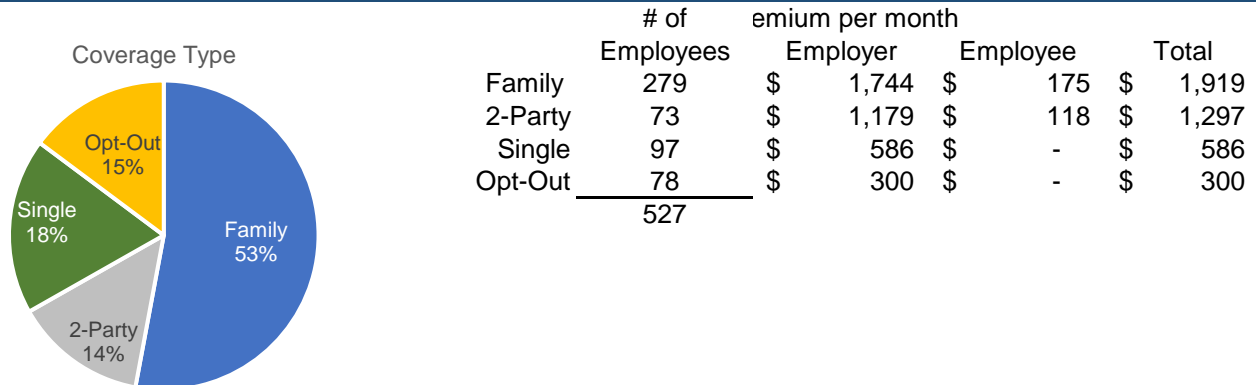 Coverage Type
Opt-Out
15%
Single
18%
Family
53%
2-Party
14%
# of emium per month
Employees Employer Employee Total
Family 279 $ 1,744 $ 175 $ 1,919
2-Party 73 $ 1,179 $ 118 $ 1,297
Single 97 $ 586 $ - $ 586
Opt-Out 78 $ 300 $ - $ 300
527